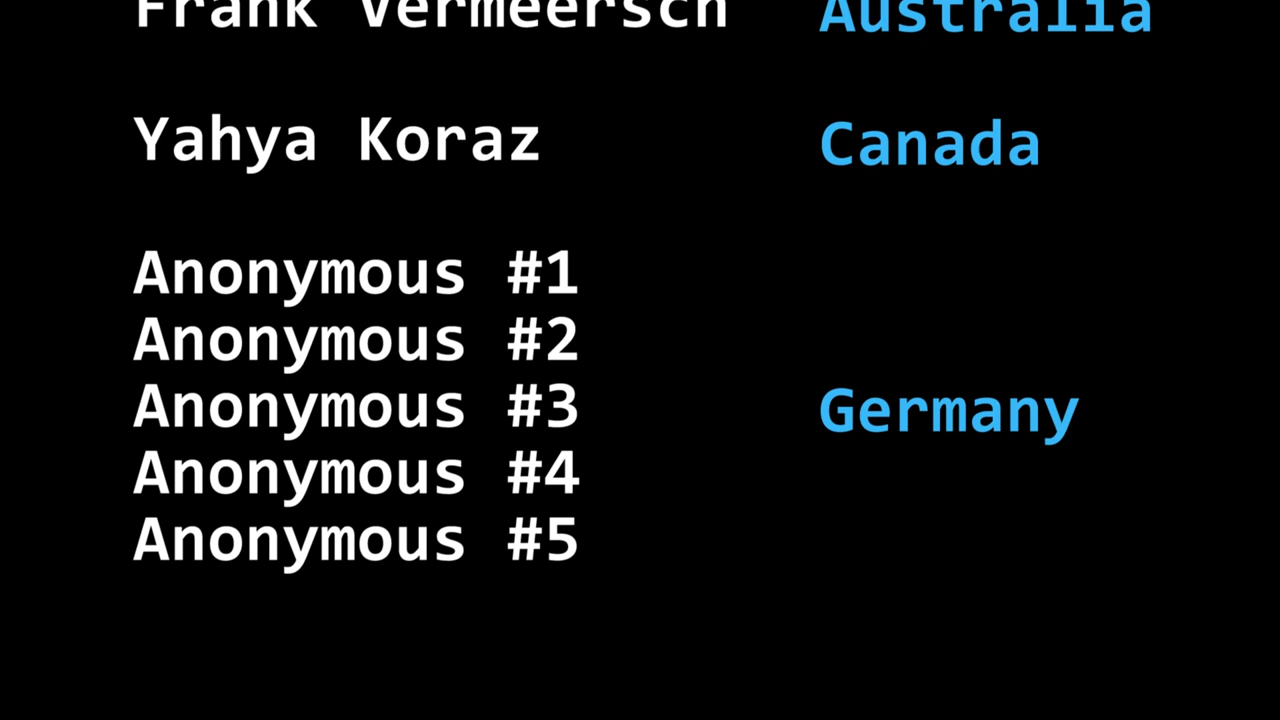 Frank Vermeersch Australia
Yahya Koraz Canada
Anonymous #1
Anonymous #2
Anonymous #3 Germany
Anonymous #4
Anonymous #5